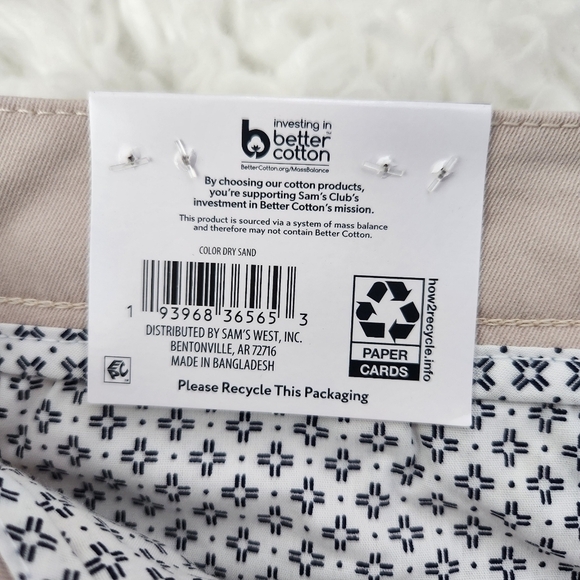 investing in
better
cotton™
BetterCotton.org/MassBalance
By choosing our cotton products,
you're supporting Sam's Club's
investment in Better Cotton's mission.
This product is sourced via a system of mass balance
and therefore may not contain Better Cotton.
COLOR DRY SAND
1 93968 36565 3
DISTRIBUTED BY SAM'S WEST, INC.
BENTONVILLE, AR 72716
MADE IN BANGLADESH
PAPER
CARDS
how2recycle.info
Please Recycle This Packaging